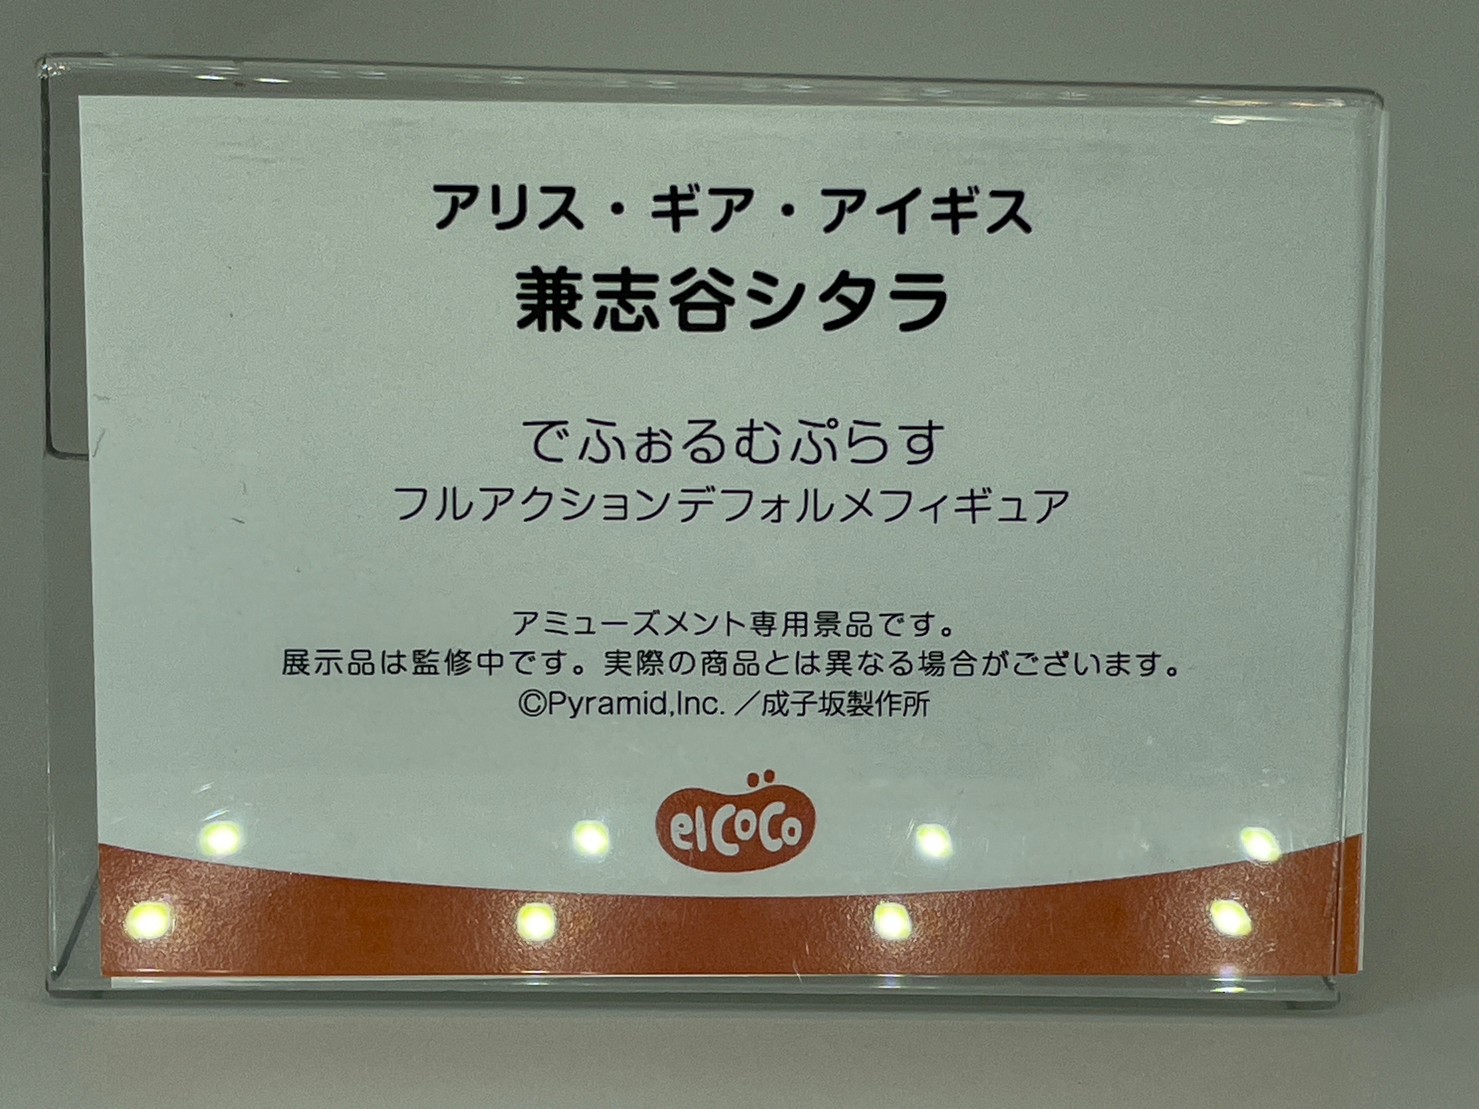 アリス・ギア・アイギス
兼志谷シタラ
でふぉるむぷらす
フルアクションデフォルメフィギュア
アミューズメント専用景品です。
展示品は監修中です。実際の商品とは異なる場合がございます。
©Pyramid,Inc.／成子坂製作所
elCoCo